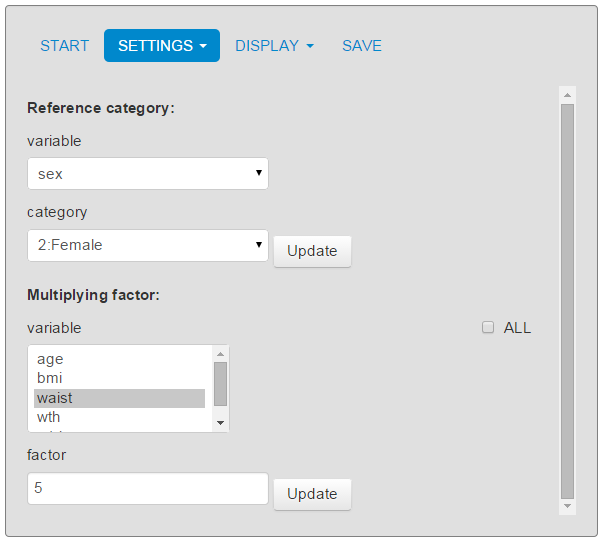 START SETTINGS DISPLAY SAVE
Reference category:
variable
sex
category
2:Female
Update
Multiplying factor:
variable
ALL
age
bmi
waist
wth
factor
5
Update